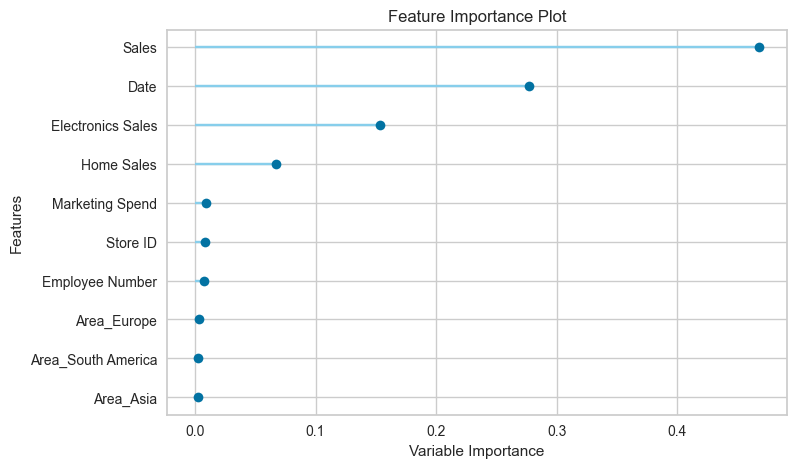 Feature Importance Plot
Sales
Date
Electronics Sales
Home Sales
Marketing Spend
Store ID
Employee Number
Area_Europe
Area_South America
Area_Asia
Features
0.0 0.1 0.2 0.3 0.4
Variable Importance